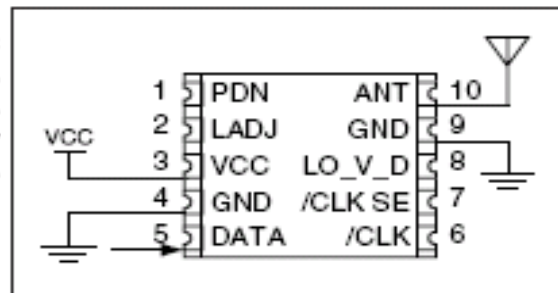 1 PDN ANT 10
2 LADJ GND 9
VCC
3 VCC LO_V_D 8
4 GND /CLK SE 7
5 DATA /CLK 6